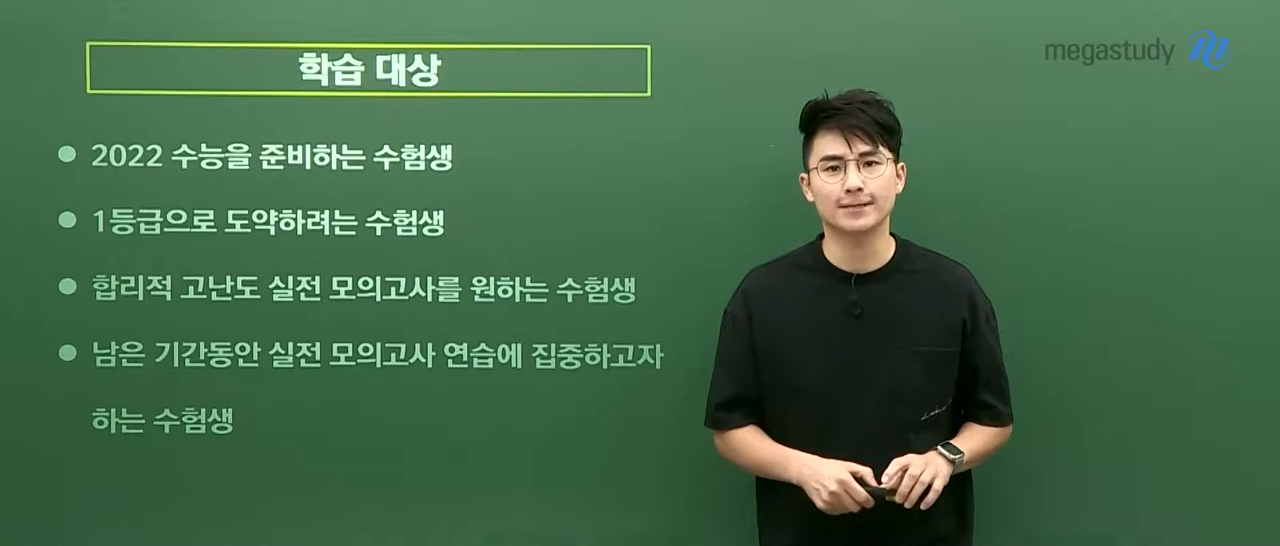 학습 대상
megastudy
● 2022 수능을 준비하는 수험생
● 1등급으로 도약하려는 수험생
● 합리적 고난도 실전 모의고사를 원하는 수험생
● 남은 기간동안 실전 모의고사 연습에 집중하고자
하는 수험생